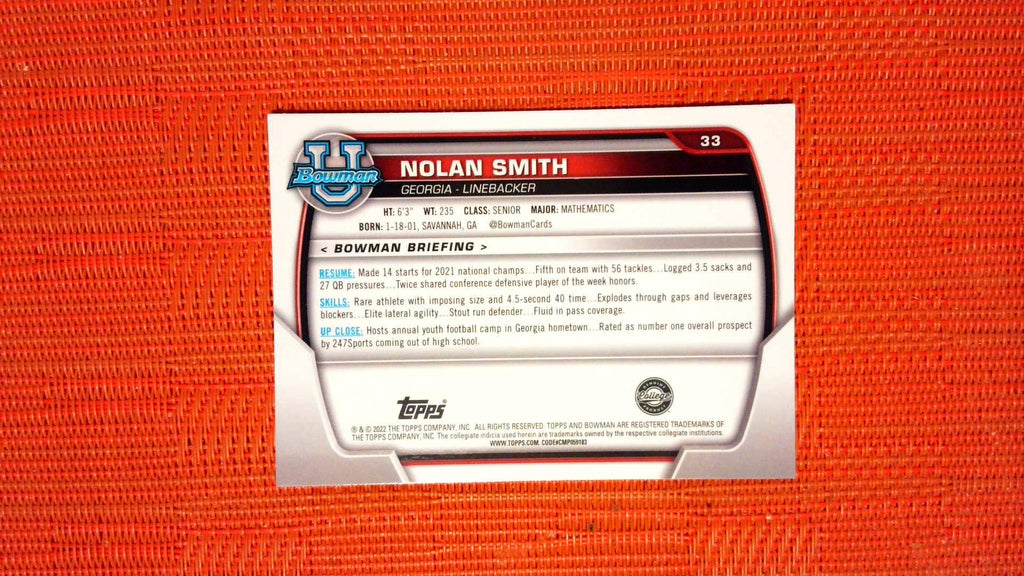 33
U
Bowman
NOLAN SMITH
GEORGIA - LINEBACKER
HT: 6'3" WT: 235 CLASS: SENIOR MAJOR: MATHEMATICS
BORN: 1-18-01, SAVANNAH, GA @BowmanCards
< BOWMAN BRIEFING >
RESUME: Made 14 starts for 2021 national champs...Fifth on team with 56 tackles...Logged 3.5 sacks and
27 QB pressures...Twice shared conference defensive player of the week honors.
SKILLS: Rare athlete with imposing size and 4.5-second 40 time...Explodes through gaps and leverages
blockers...Elite lateral agility...Stout run defender...Fluid in pass coverage.
UP CLOSE: Hosts annual youth football camp in Georgia hometown...Rated as number one overall prospect
by 247Sports coming out of high school.
Topps®
GENUINE
College
PRODUCT
® & © 2022 THE TOPPS COMPANY, INC. ALL RIGHTS RESERVED. TOPPS AND BOWMAN ARE REGISTERED TRADEMARKS OF
THE TOPPS COMPANY, INC. The collegiate indicia used herein are trademarks owned by the respective collegiate institutions.
WWW.TOPPS.COM. CODE#CMP059183